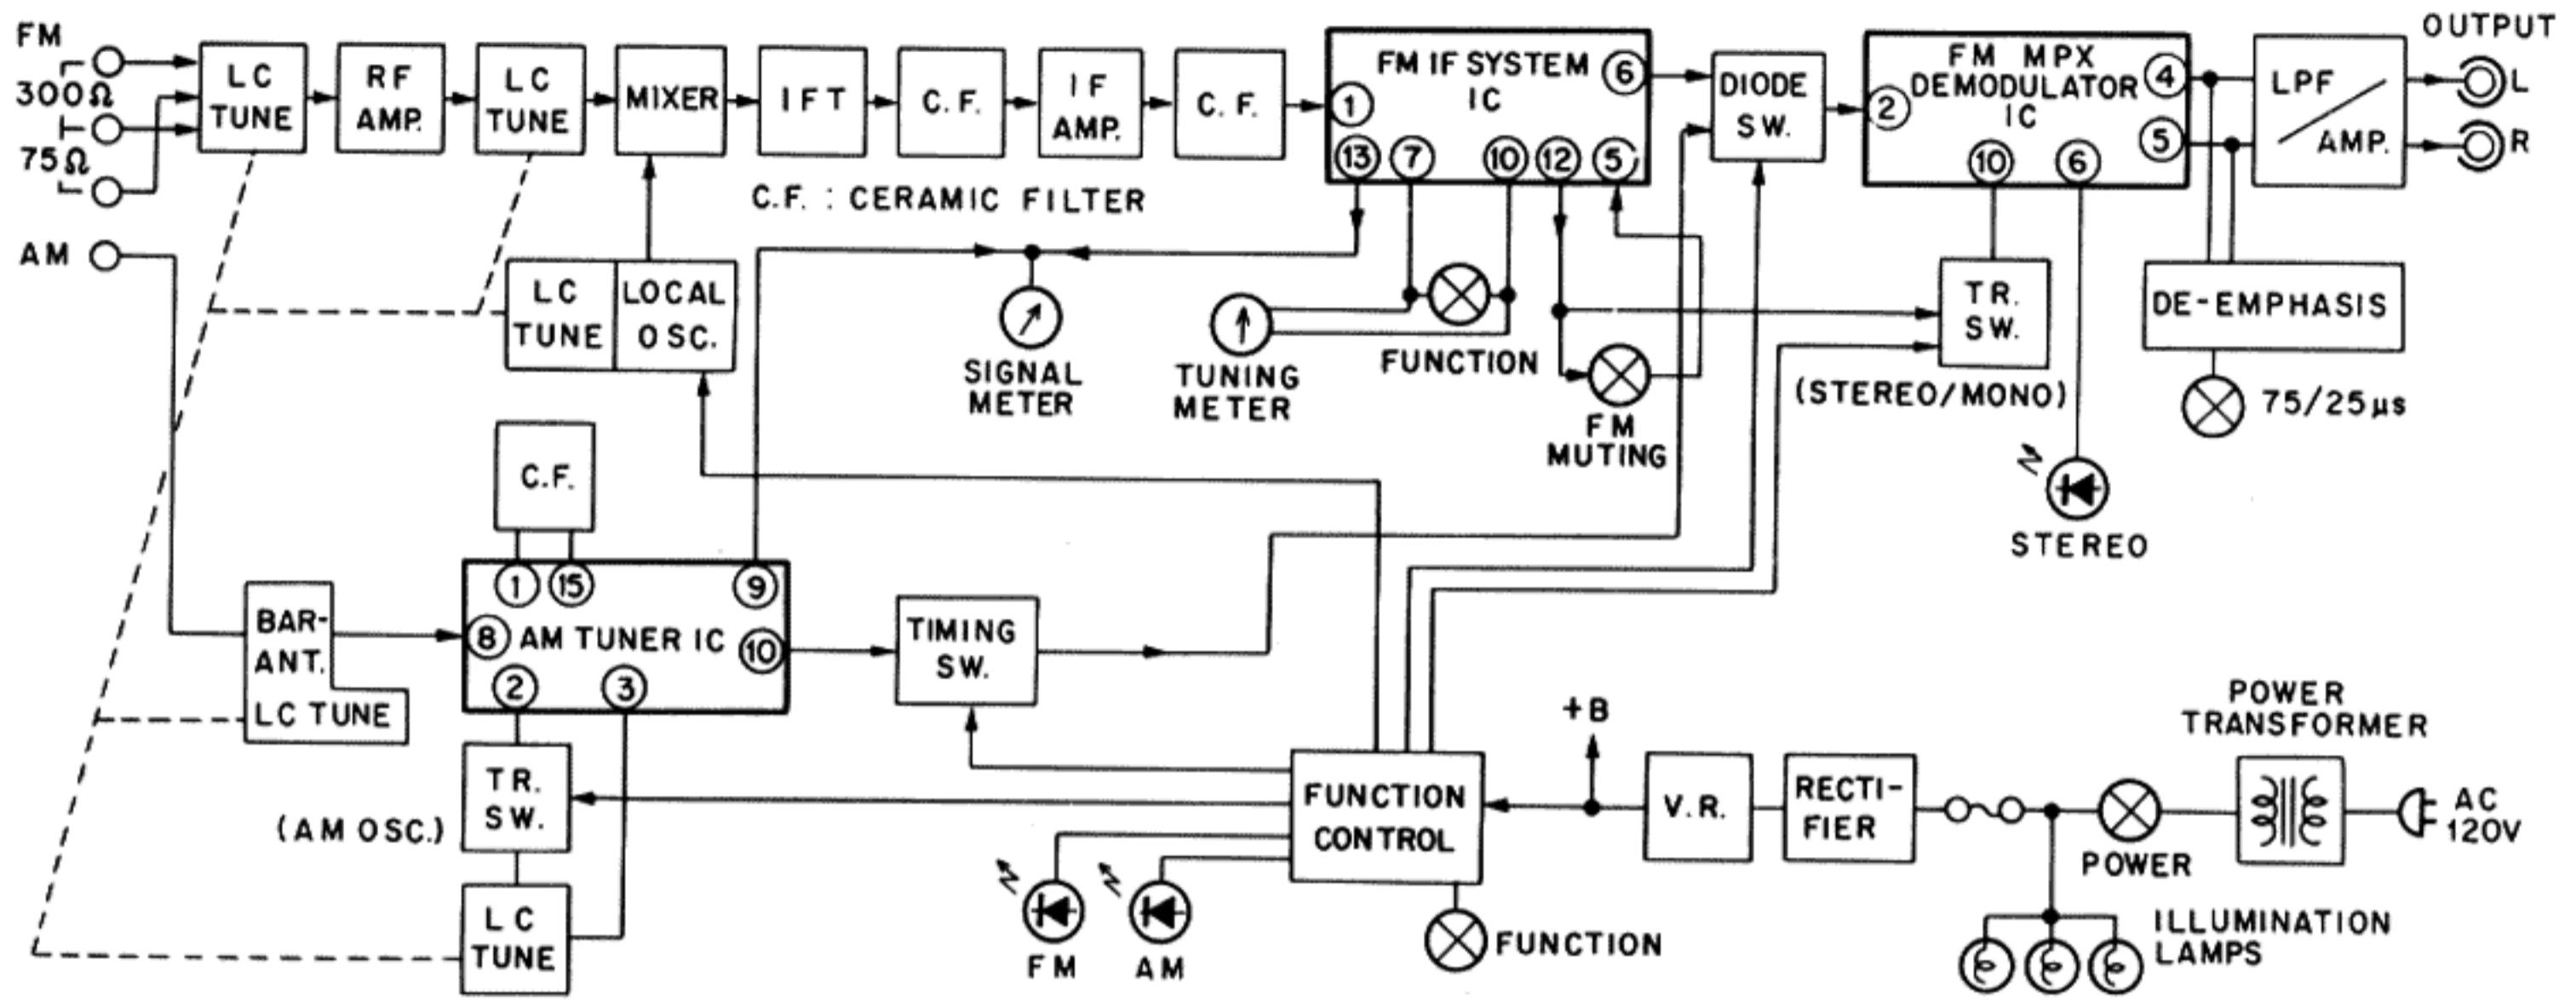 FM
300Ω
75Ω
AM
LC
TUNE
RF
AMP.
LC
TUNE
MIXER
IFT
C.F.
IF
AMP.
C.F.
FM IF SYSTEM
IC
1
6
13
7
10
12
5
DIODE
SW.
FM MPX
DEMODULATOR
IC
2
4
5
10
6
LPF
AMP.
OUTPUT
L
R
C.F. : CERAMIC FILTER
LC
TUNE
LOCAL
OSC.
SIGNAL
METER
TUNING
METER
FUNCTION
FM
MUTING
TR.
SW.
(STEREO/MONO)
DE-EMPHASIS
75/25μs
STEREO
C.F.
1
15
9
8
AM TUNER IC
10
2
3
BAR-
ANT.
LC TUNE
TIMING
SW.
TR.
SW.
(AM OSC.)
LC
TUNE
FUNCTION
CONTROL
FM
AM
FUNCTION
+B
V.R.
RECTI-
FIER
POWER
POWER
TRANSFORMER
AC
120V
ILLUMINATION
LAMPS